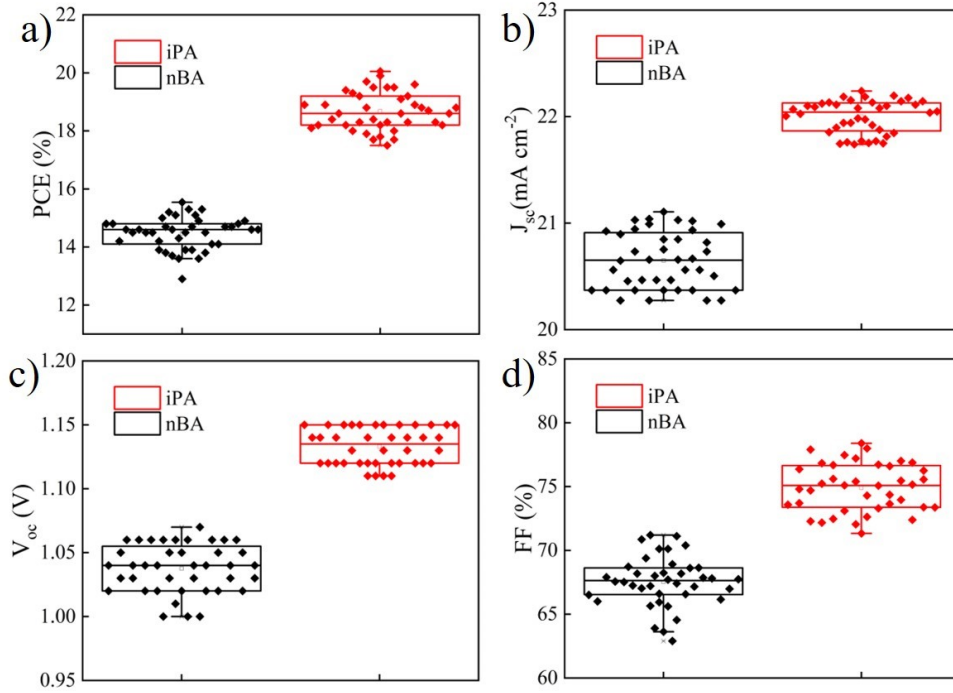 a)
PCE (%)
22
20
18
16
14
12
iPA
nBA
b)
Jsc(mA cm-2)
23
22
21
20
iPA
nBA
c)
Voc (V)
1.20
1.15
1.10
1.05
1.00
0.95
iPA
nBA
d)
FF (%)
85
80
75
70
65
60
iPA
nBA